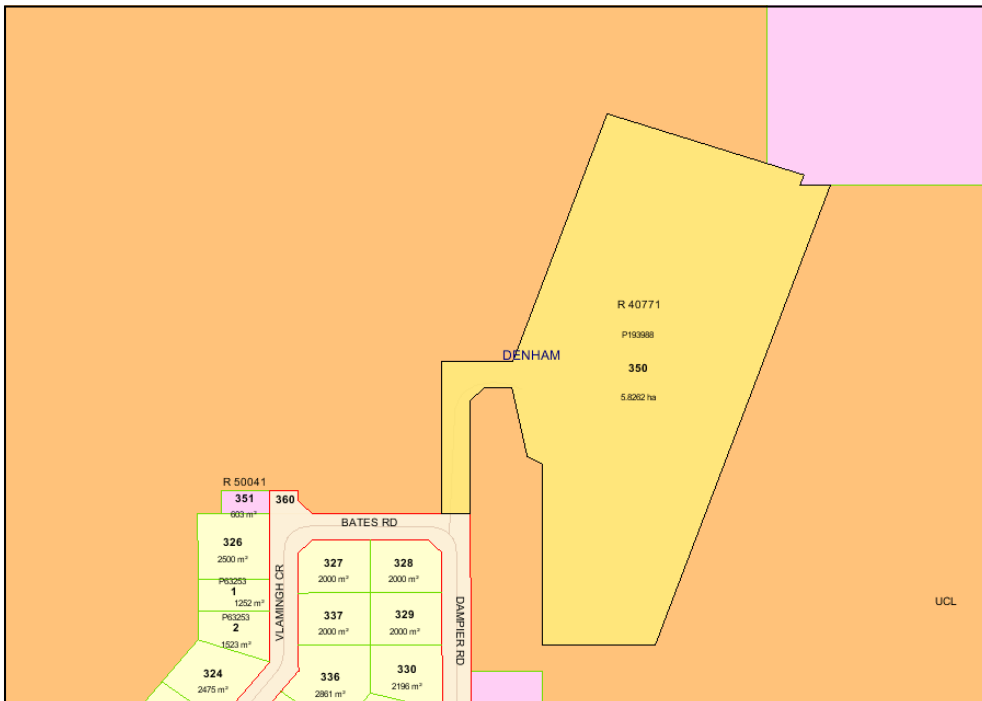 R 40771
P193988
DENHAM
350
5.8262 ha
R 50041
351
360
603 m²
BATES RD
326
2500 m²
327
2000 m²
328
2000 m²
P63253
1
1252 m²
VLAMINGH CR
DAMPIER RD
UCL
P63253
2
1523 m²
337
2000 m²
329
2000 m²
324
2475 m²
336
2861 m²
330
2196 m²